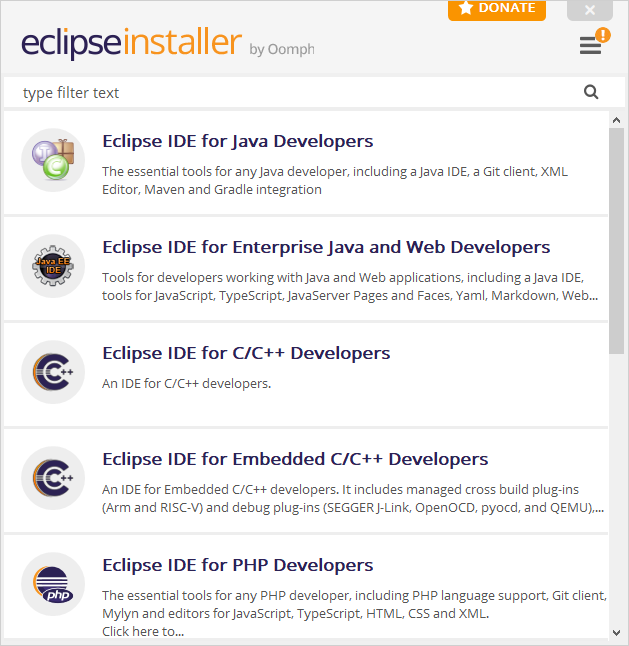 DONATE
eclipseinstaller by Oomph
!
type filter text
Eclipse IDE for Java Developers
The essential tools for any Java developer, including a Java IDE, a Git client, XML
Editor, Maven and Gradle integration
Java EE
IDE
Eclipse IDE for Enterprise Java and Web Developers
Tools for developers working with Java and Web applications, including a Java IDE,
tools for JavaScript, TypeScript, JavaServer Pages and Faces, Yaml, Markdown, Web...
C++
Eclipse IDE for C/C++ Developers
An IDE for C/C++ developers.
C++
Eclipse IDE for Embedded C/C++ Developers
An IDE for Embedded C/C++ developers. It includes managed cross build plug-ins
(Arm and RISC-V) and debug plug-ins (SEGGER J-Link, OpenOCD, pyocd, and QEMU),...
php
Eclipse IDE for PHP Developers
The essential tools for any PHP developer, including PHP language support, Git client,
Mylyn and editors for JavaScript, TypeScript, HTML, CSS and XML.
Click here to...